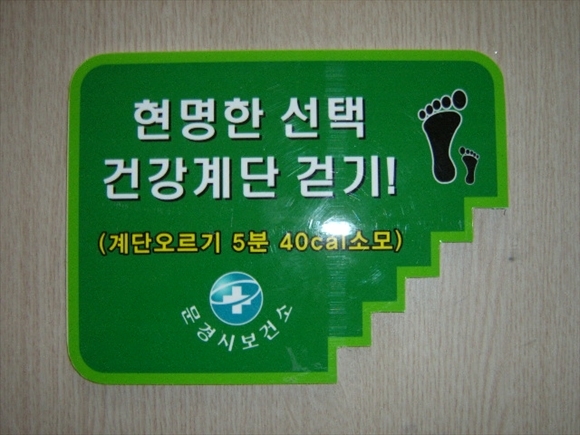 현명한 선택
건강계단 걷기!
(계단오르기 5분 40cal소모)
문경시보건소